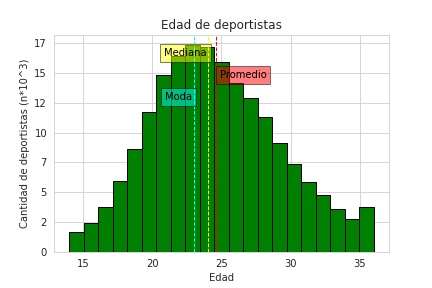 Edad de deportistas
Cantidad de deportistas (n*10^3)
17
15
12
10
7
5
2
0
Mediana
Promedio
Moda
15 20 25 30 35
Edad